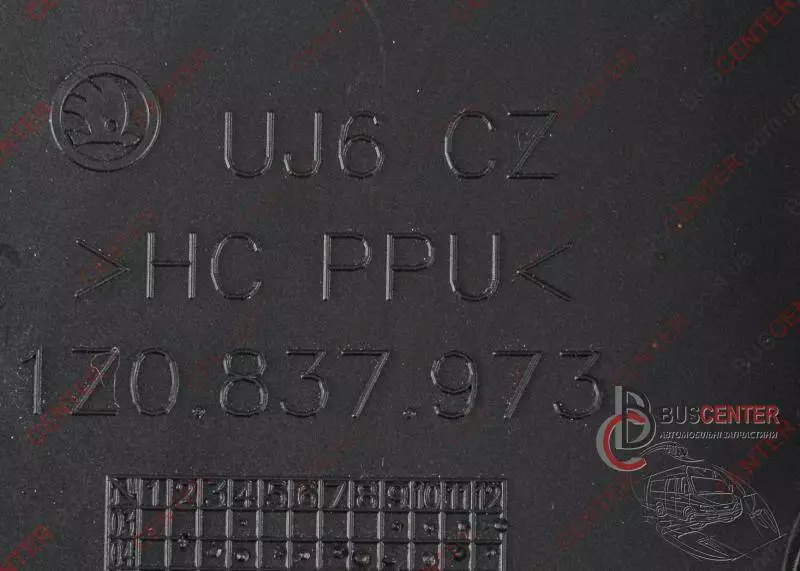 UJ6 CZ
>HC PPU<
1Z0.837.973
BUSCENTER
АВТОМОБІЛЬНІ ЗАПЧАСТИНИ
1 2 3 4 5 6 7 8 9 10 11 12